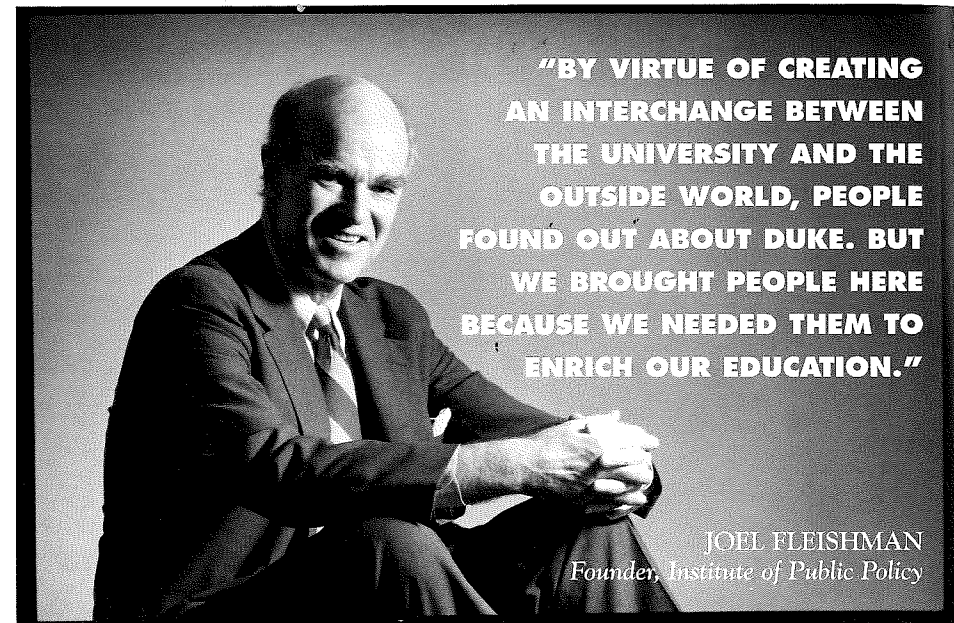 “BY VIRTUE OF CREATING
AN INTERCHANGE BETWEEN
THE UNIVERSITY AND THE
OUTSIDE WORLD, PEOPLE
FOUND OUT ABOUT DUKE. BUT
WE BROUGHT PEOPLE HERE
BECAUSE WE NEEDED THEM TO
ENRICH OUR EDUCATION.”
JOEL FLEISHMAN
Founder, Institute of Public Policy